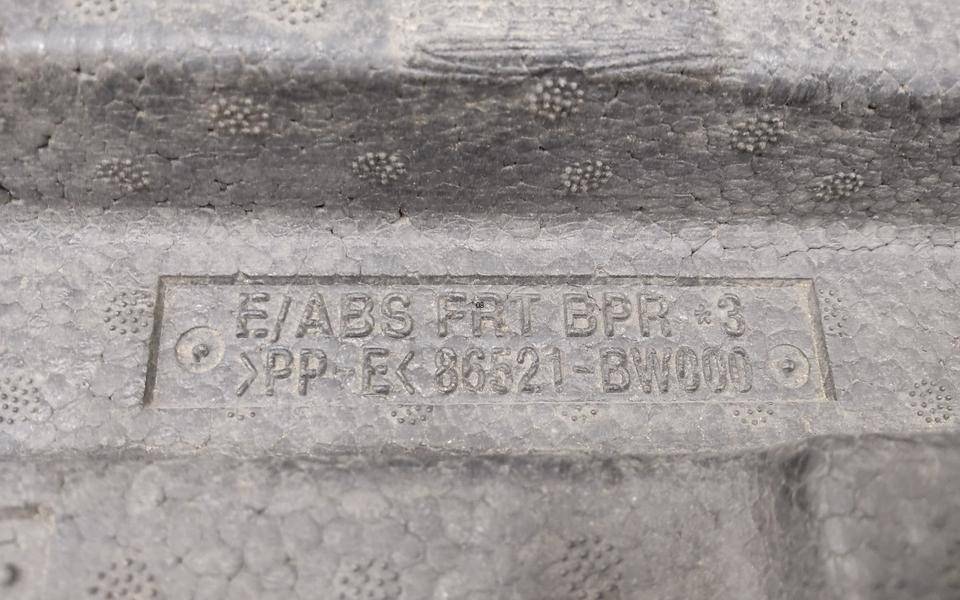 E/ABS FRT BPR *3
>PP-E< 86521-BW000